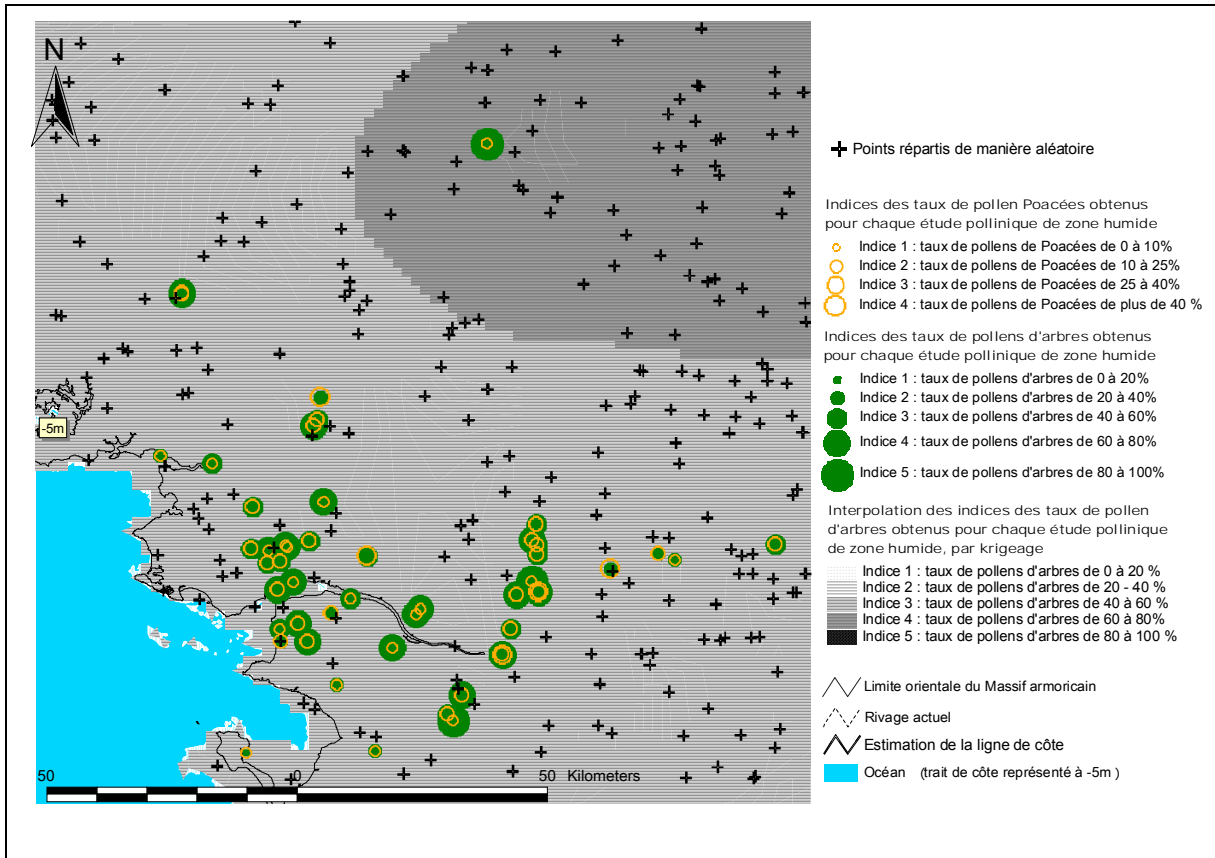 N
-5m
50
0
50 Kilometers
Points répartis de manière aléatoire
Indices des taux de pollen Poacées obtenus
pour chaque étude pollinique de zone humide
Indice 1 : taux de pollens de Poacées de 0 à 10%
Indice 2 : taux de pollens de Poacées de 10 à 25%
Indice 3 : taux de pollens de Poacées de 25 à 40%
Indice 4 : taux de pollens de Poacées de plus de 40 %
Indices des taux de pollens d'arbres obtenus
pour chaque étude pollinique de zone humide
Indice 1 : taux de pollens d'arbres de 0 à 20%
Indice 2 : taux de pollens d'arbres de 20 à 40%
Indice 3 : taux de pollens d'arbres de 40 à 60%
Indice 4 : taux de pollens d'arbres de 60 à 80%
Indice 5 : taux de pollens d'arbres de 80 à 100%
Interpolation des indices des taux de pollen
d'arbres obtenus pour chaque étude pollinique
de zone humide, par krigeage
Indice 1 : taux de pollens d'arbres de 0 à 20 %
Indice 2 : taux de pollens d'arbres de 20 - 40 %
Indice 3 : taux de pollens d'arbres de 40 à 60 %
Indice 4 : taux de pollens d'arbres de 60 à 80%
Indice 5 : taux de pollens d'arbres de 80 à 100 %
Limite orientale du Massif armoricain
Rivage actuel
Estimation de la ligne de côte
Océan (trait de côte représenté à -5m )